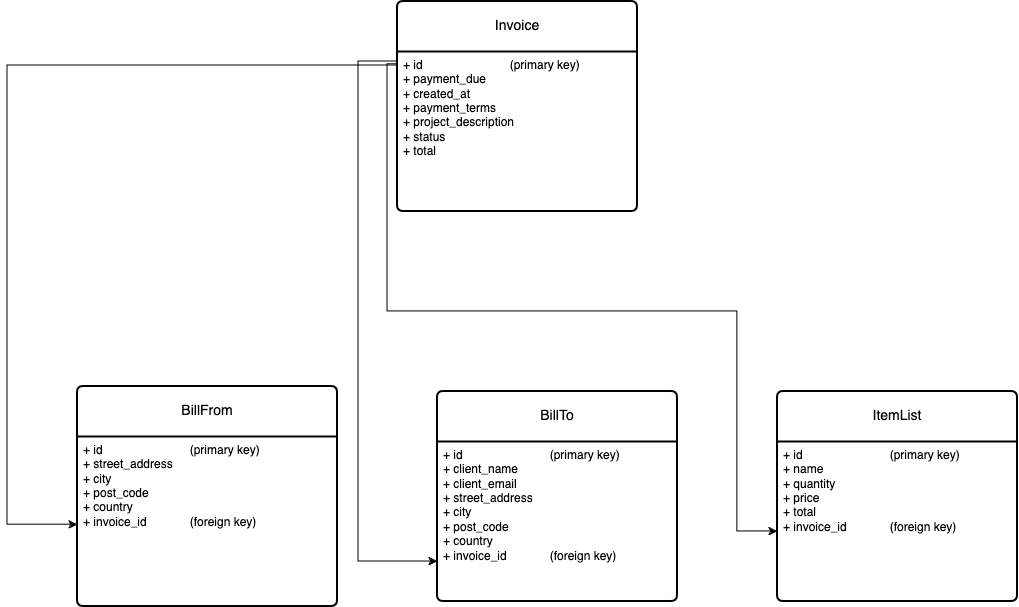 Invoice
+ id (primary key)
+ payment_due
+ created_at
+ payment_terms
+ project_description
+ status
+ total
BillFrom
+ id (primary key)
+ street_address
+ city
+ post_code
+ country
+ invoice_id (foreign key)
BillTo
+ id (primary key)
+ client_name
+ client_email
+ street_address
+ city
+ post_code
+ country
+ invoice_id (foreign key)
ItemList
+ id (primary key)
+ name
+ quantity
+ price
+ total
+ invoice_id (foreign key)